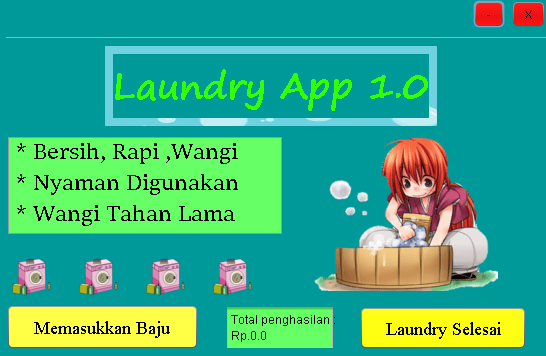 - X
Laundry App 1.0
* Bersih, Rapi ,Wangi
* Nyaman Digunakan
* Wangi Tahan Lama
Total penghasilan :
Rp.0.0
Memasukkan Baju
Laundry Selesai